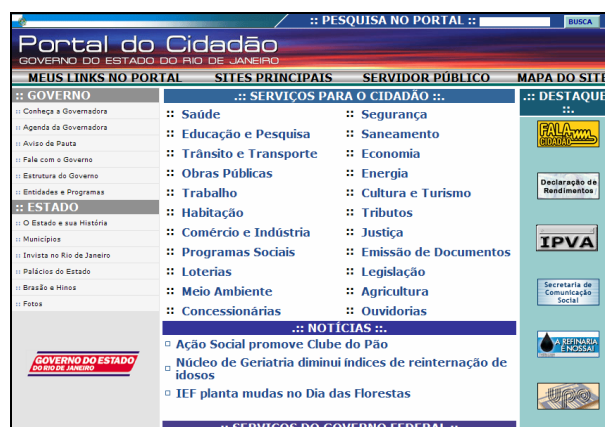 :: PESQUISA NO PORTAL ::
BUSCA
Portal do Cidadão
GOVERNO DO ESTADO DO RIO DE JANEIRO
MEUS LINKS NO PORTAL SITES PRINCIPAIS SERVIDOR PÚBLICO MAPA DO SITE
:: GOVERNO
:: Conheça a Governadora
:: Agenda da Governadora
:: Aviso de Pauta
:: Fale com o Governo
:: Estrutura do Governo
:: Entidades e Programas
:: ESTADO
:: O Estado e sua História
:: Municípios
:: Invista no Rio de Janeiro
:: Palácios do Estado
:: Brasão e Hinos
:: Fotos
GOVERNO DO ESTADO
DO RIO DE JANEIRO
.:: SERVIÇOS PARA O CIDADÃO ::.
:: Saúde
:: Educação e Pesquisa
:: Trânsito e Transporte
:: Obras Públicas
:: Trabalho
:: Habitação
:: Comércio e Indústria
:: Programas Sociais
:: Loterias
:: Meio Ambiente
:: Concessionárias
:: Segurança
:: Saneamento
:: Economia
:: Energia
:: Cultura e Turismo
:: Tributos
:: Justiça
:: Emissão de Documentos
:: Legislação
:: Agricultura
:: Ouvidorias
.:: NOTÍCIAS ::.
Ação Social promove Clube do Pão
Núcleo de Geriatria diminui índices de reinternação de
idosos
IEF planta mudas no Dia das Florestas
.:: SERVIÇOS DO GOVERNO FEDERAL ::.
.:: DESTAQUE
::.
FALA
CIDADÃO
Declaração de
Rendimentos
IPVA
Secretaria de
Comunicação
Social
A REFINARIA
É NOSSA!
upo